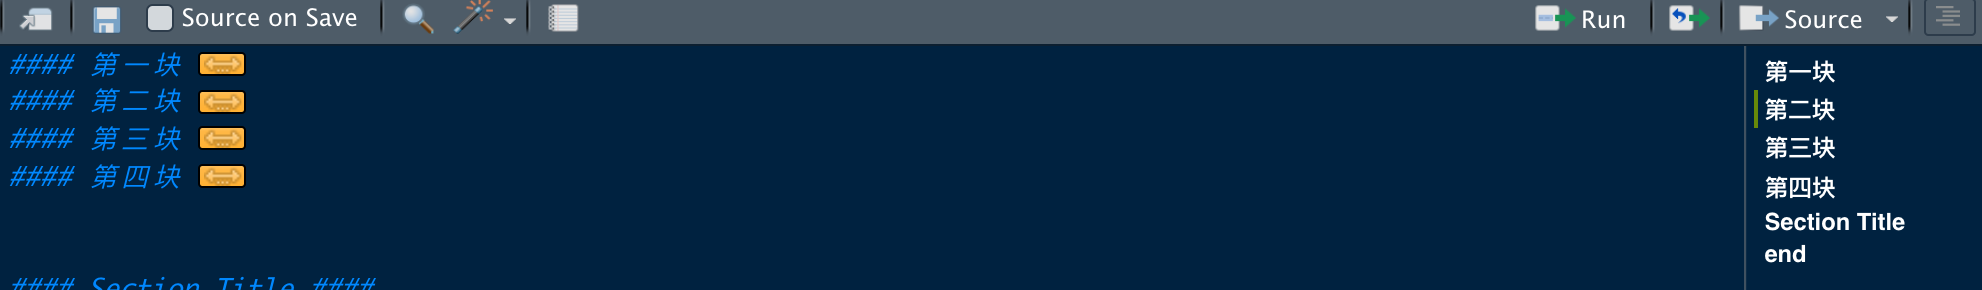 Source on Save
Run
Source
#### 第一块
#### 第二块
#### 第三块
#### 第四块
#### Section Title ####
第一块
第二块
第三块
第四块
Section Title
end